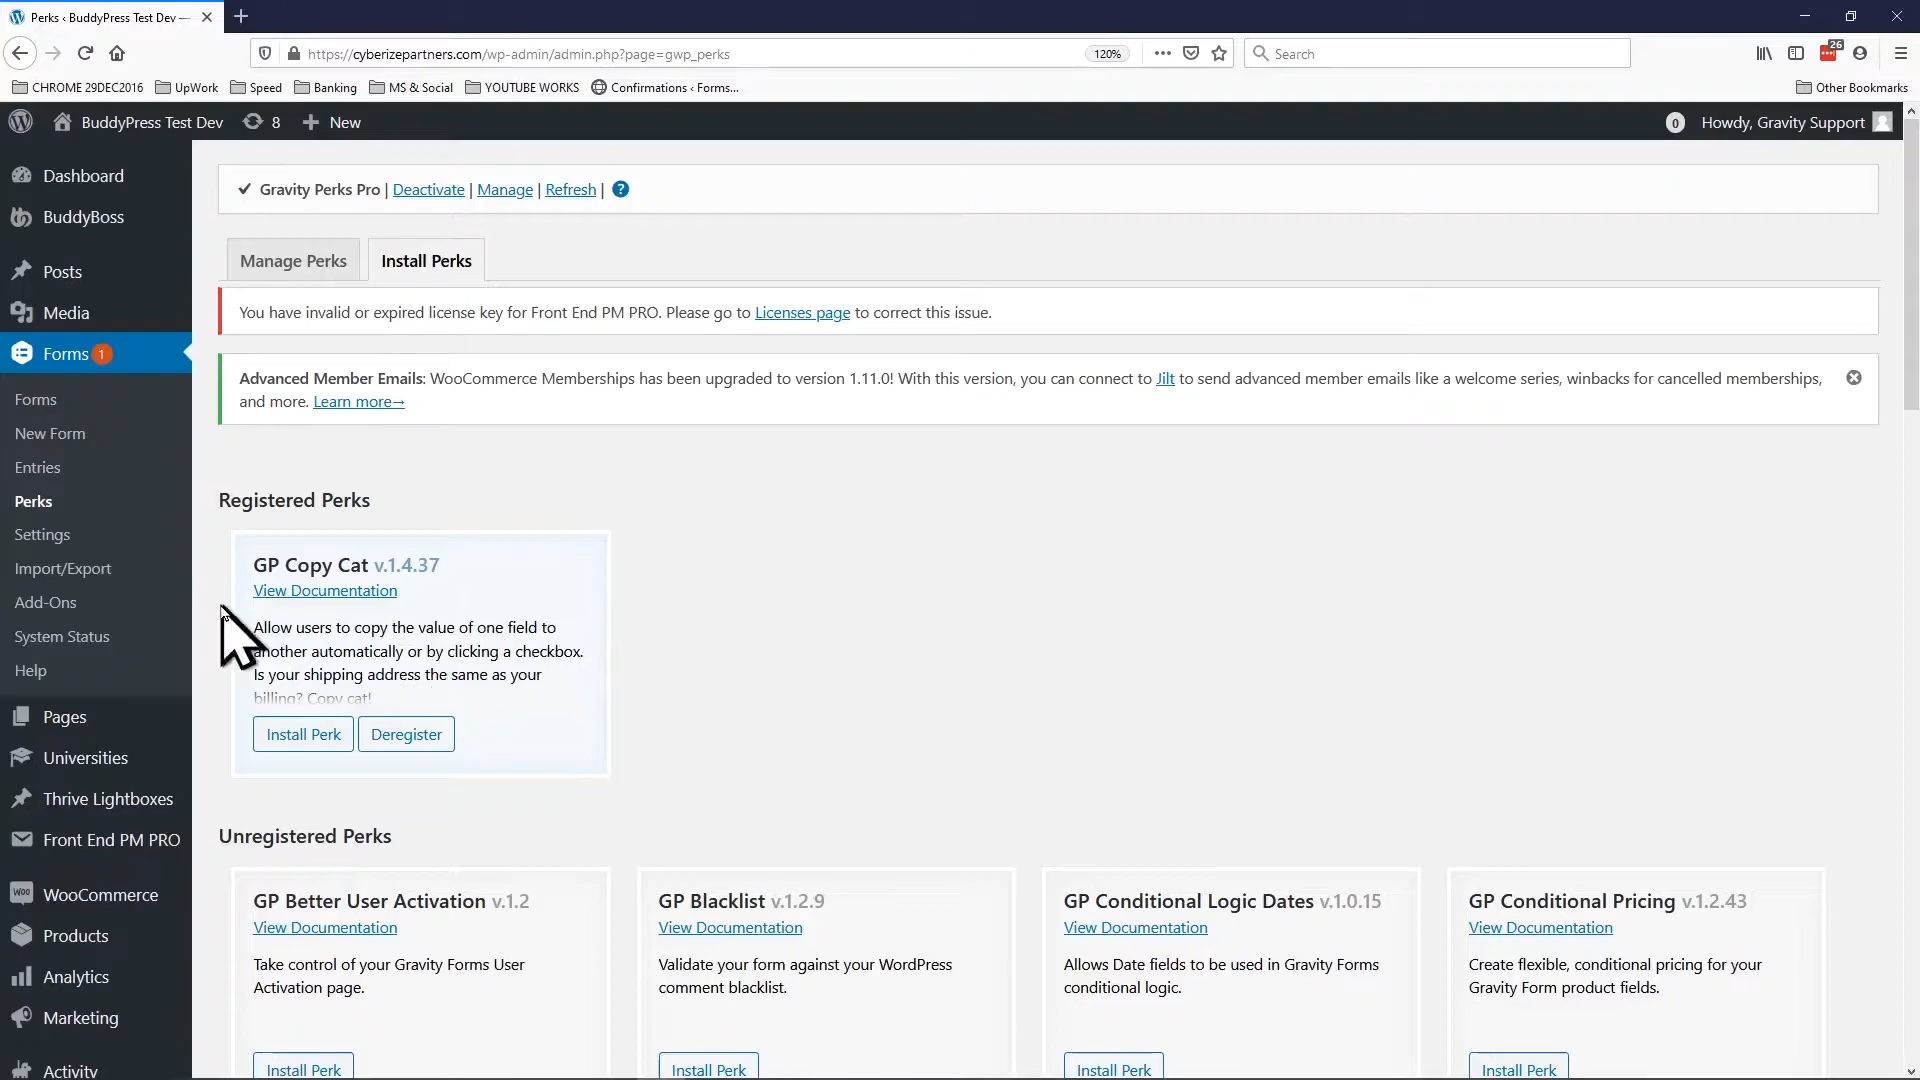 Perks ‹ BuddyPress Test Dev —
https://cyberizepartners.com/wp-admin/admin.php?page=gwp_perks
120%
Search
26
CHROME 29DEC2016
UpWork
Speed
Banking
MS & Social
YOUTUBE WORKS
Confirmations ‹ Forms...
Other Bookmarks
BuddyPress Test Dev
8
New
0
Howdy, Gravity Support
Dashboard
BuddyBoss
Posts
Media
Forms 1
Forms
New Form
Entries
Perks
Settings
Import/Export
Add-Ons
System Status
Help
Pages
Universities
Thrive Lightboxes
Front End PM PRO
WooCommerce
Products
Analytics
Marketing
Activity
Gravity Perks Pro | Deactivate | Manage | Refresh | ?
Manage Perks
Install Perks
You have invalid or expired license key for Front End PM PRO. Please go to Licenses page to correct this issue.
Advanced Member Emails: WooCommerce Memberships has been upgraded to version 1.11.0! With this version, you can connect to Jilt to send advanced member emails like a welcome series, winbacks for cancelled memberships,
and more. Learn more→
Registered Perks
GP Copy Cat v.1.4.37
View Documentation
Allow users to copy the value of one field to
another automatically or by clicking a checkbox.
Is your shipping address the same as your
billing? Copy cat!
Install Perk
Deregister
Unregistered Perks
GP Better User Activation v.1.2
View Documentation
Take control of your Gravity Forms User
Activation page.
Install Perk
GP Blacklist v.1.2.9
View Documentation
Validate your form against your WordPress
comment blacklist.
Install Perk
GP Conditional Logic Dates v.1.0.15
View Documentation
Allows Date fields to be used in Gravity Forms
conditional logic.
Install Perk
GP Conditional Pricing v.1.2.43
View Documentation
Create flexible, conditional pricing for your
Gravity Form product fields.
Install Perk